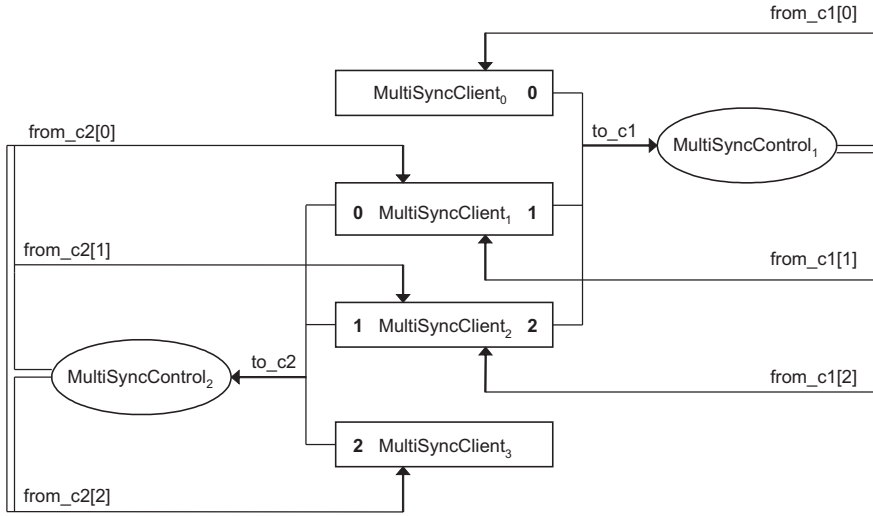 from_c1[0]
MultiSyncClient₀ 0
from_c2[0]
to_c1
MultiSyncControl₁
0 MultiSyncClient₁ 1
from_c2[1]
from_c1[1]
1 MultiSyncClient₂ 2
to_c2
MultiSyncControl₂
from_c1[2]
2 MultiSyncClient₃
from_c2[2]